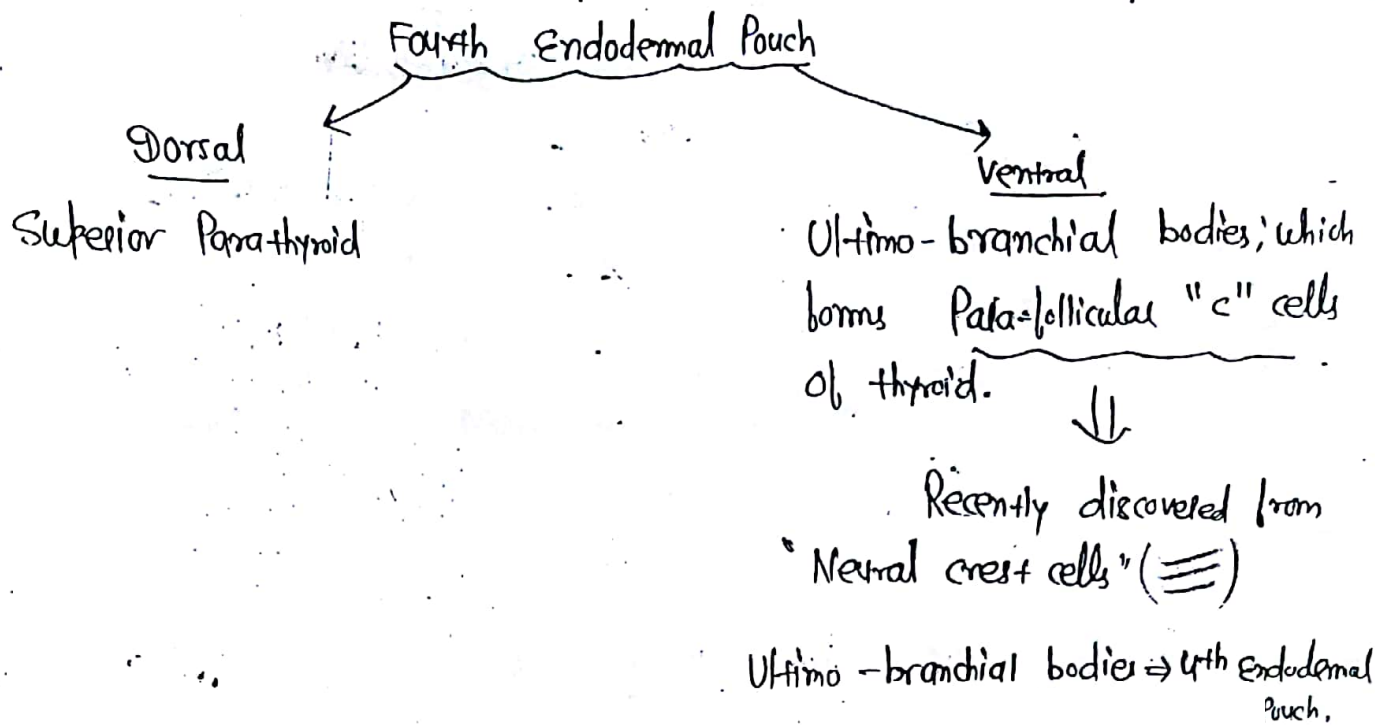 Fourth Endodermal Pouch
Dorsal
Superior Parathyroid
Ventral
Ultimo-branchial bodies; which
forms Para-follicular "c" cells
of thyroid.
⇓
Recently discovered from
"Neural crest cells" (≡)
Ultimo-branchial bodies ⇒ 4th Endodemal
Pouch.